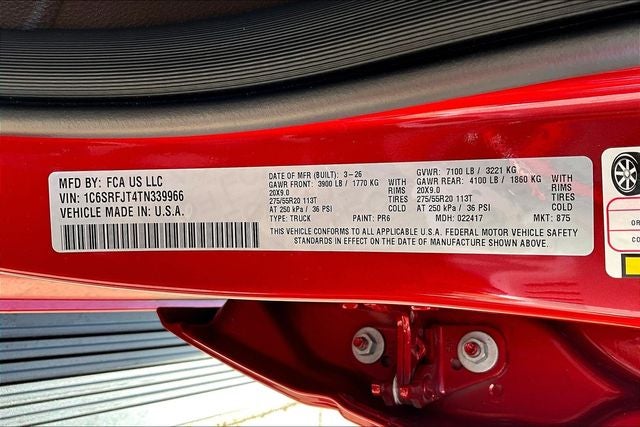 MFD BY: FCA US LLC
VIN: 1C6SRFJT4TN339966
VEHICLE MADE IN: U.S.A.
DATE OF MFR (BUILT): 3-26
GAWR FRONT: 3900 LB / 1770 KG
WITH
20X9.0
RIMS
275/55R20 113T
TIRES
AT 250 kPA / 36 PSI
COLD
TYPE: TRUCK
PAINT: PR6
GVWR: 7100 LB / 3221 KG
GAWR REAR: 4100 LB / 1860 KG
WITH
20X9.0
RIMS
275/55R20 113T
TIRES
AT 250 kPA / 36 PSI
COLD
MDH: 022417
MKT: 875
THIS VEHICLE CONFORMS TO ALL APPLICABLE U.S.A. FEDERAL MOTOR VEHICLE SAFETY
STANDARDS IN EFFECT ON THE DATE OF MANUFACTURE SHOWN ABOVE.